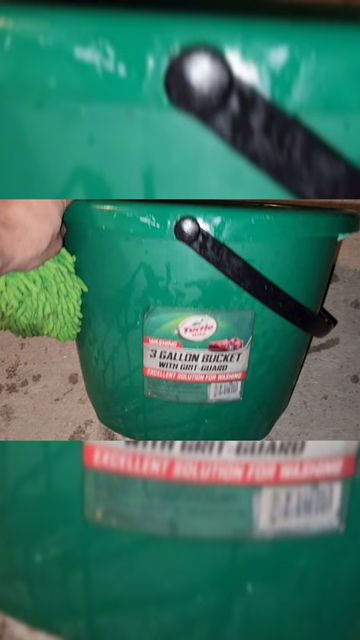 Turtle
WAX
WASHING
3 GALLON BUCKET
WITH GRIT-GUARD
EXCELLENT SOLUTION FOR WASHING
WITH GRIT-GUARD
EXCELLENT SOLUTION FOR WASHING